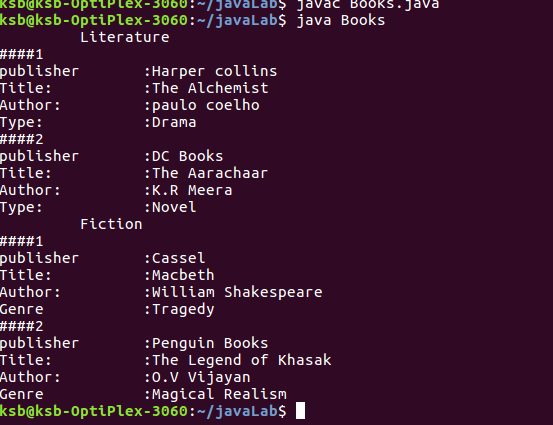 ksb@ksb-OptiPlex-3060:~/javaLab$ javac Books.java
ksb@ksb-OptiPlex-3060:~/javaLab$ java Books
Literature
####1
publisher :Harper collins
Title: :The Alchemist
Author: :paulo coelho
Type: :Drama
####2
publisher :DC Books
Title: :The Aarachaar
Author: :K.R Meera
Type: :Novel
Fiction
####1
publisher :Cassel
Title: :Macbeth
Author: :William Shakespeare
Genre :Tragedy
####2
publisher :Penguin Books
Title: :The Legend of Khasak
Author: :O.V Vijayan
Genre :Magical Realism
ksb@ksb-OptiPlex-3060:~/javaLab$